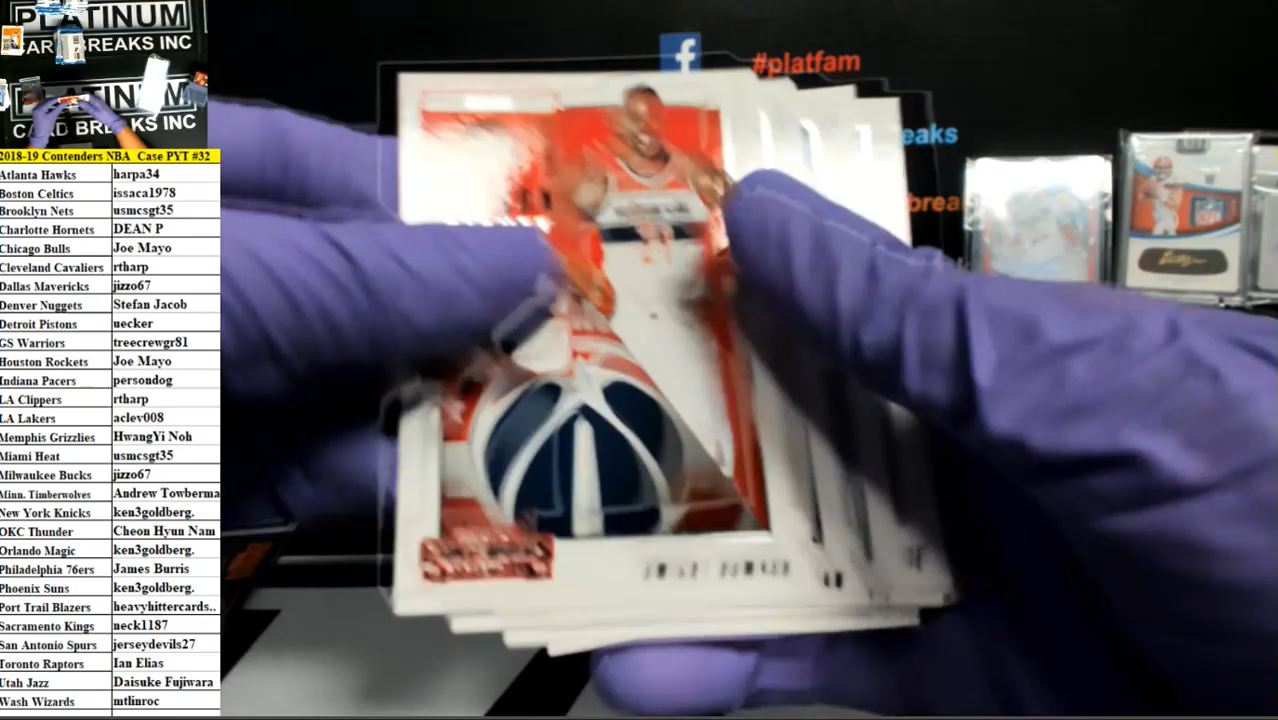 PLATINUM
CARD BREAKS INC
PLATINUM
CARD BREAKS INC
#platfam
eaks
brea
2018-19 Contenders NBA Case PYT #32
Atlanta Hawks harpa34
Boston Celtics issaca1978
Brooklyn Nets usmcsgt35
Charlotte Hornets DEAN P
Chicago Bulls Joe Mayo
Cleveland Cavaliers rtharp
Dallas Mavericks jizzo67
Denver Nuggets Stefan Jacob
Detroit Pistons uecker
GS Warriors treecrewgr81
Houston Rockets Joe Mayo
Indiana Pacers persondog
LA Clippers rtharp
LA Lakers aclev008
Memphis Grizzlies HwangYi Noh
Miami Heat usmcsgt35
Milwaukee Bucks jizzo67
Minn. Timberwolves Andrew Towberma
New York Knicks ken3goldberg.
OKC Thunder Cheon Hyun Nam
Orlando Magic ken3goldberg.
Philadelphia 76ers James Burris
Phoenix Suns ken3goldberg.
Port Trail Blazers heavyhittercards..
Sacramento Kings neck1187
San Antonio Spurs jerseydevils27
Toronto Raptors Ian Elias
Utah Jazz Daisuke Fujiwara
Wash Wizards mtlinroc